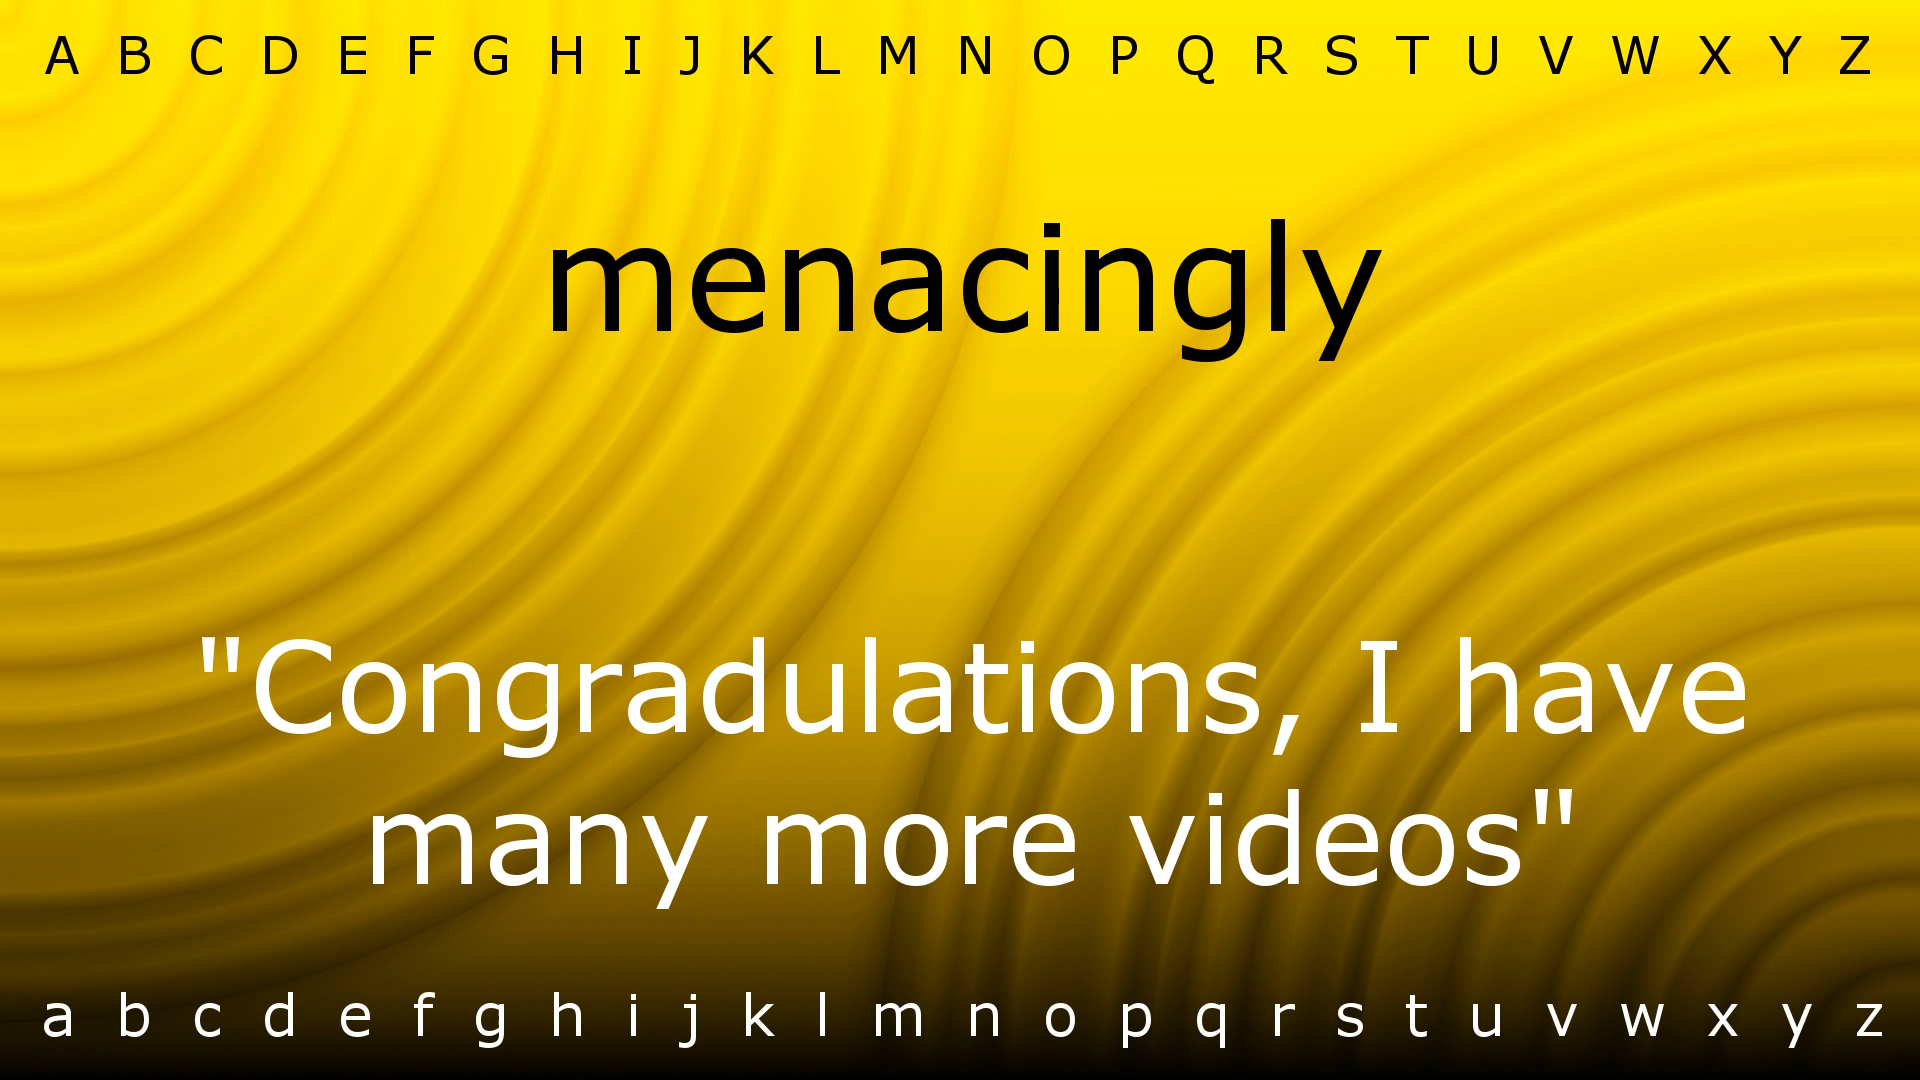 A B C D E F G H I J K L M N O P Q R S T U V W X Y Z
menacingly
"Congradulations, I have
many more videos"
a b c d e f g h i j k l m n o p q r s t u v w x y z